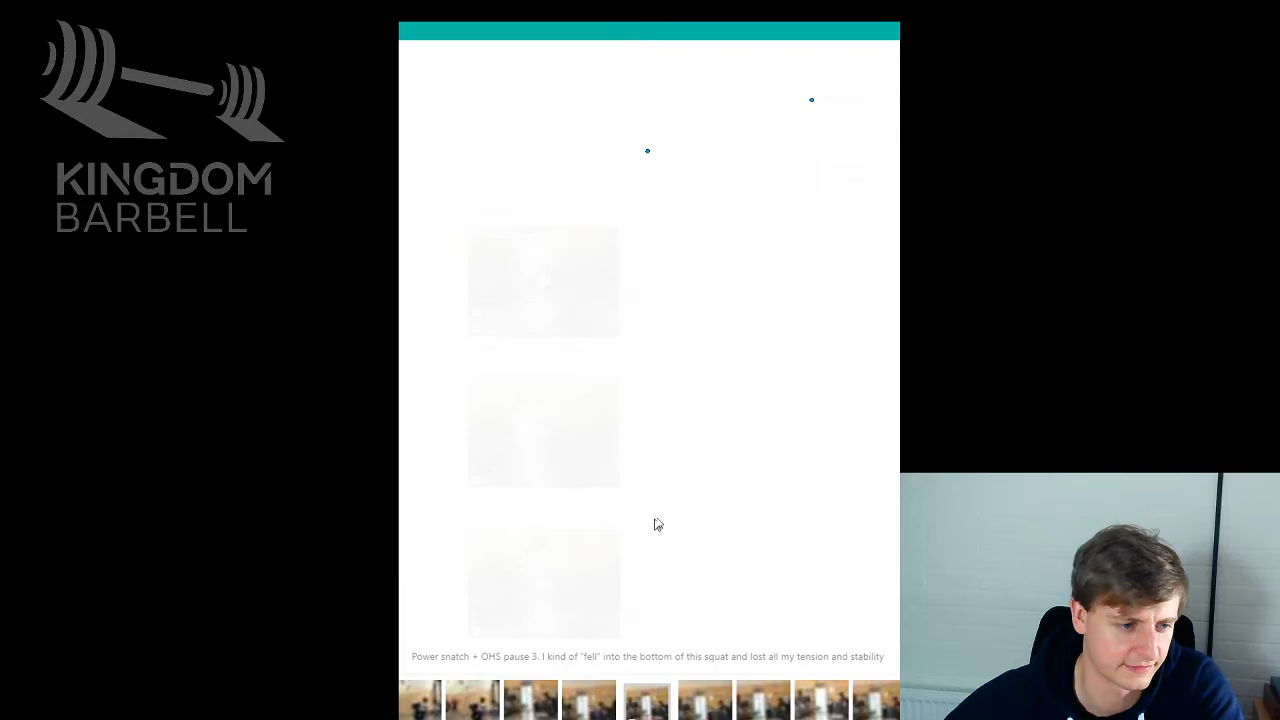 KINGDOM
BARBELL
Power snatch + OHS pause 3. I kind of "fell" into the bottom of this squat and lost all my tension and stability